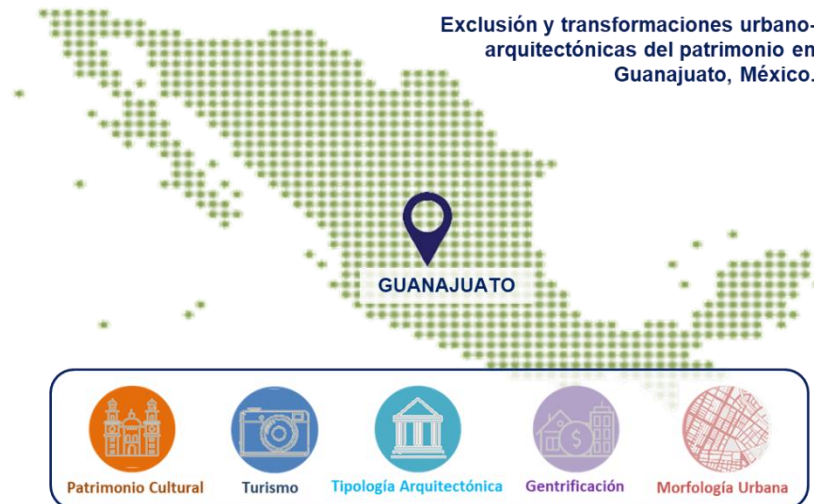 Exclusión y transformaciones urbano-
arquitectónicas del patrimonio en
Guanajuato, México.
GUANAJUATO
Patrimonio Cultural
Turismo
Tipología Arquitectónica
Gentrificación
Morfología Urbana